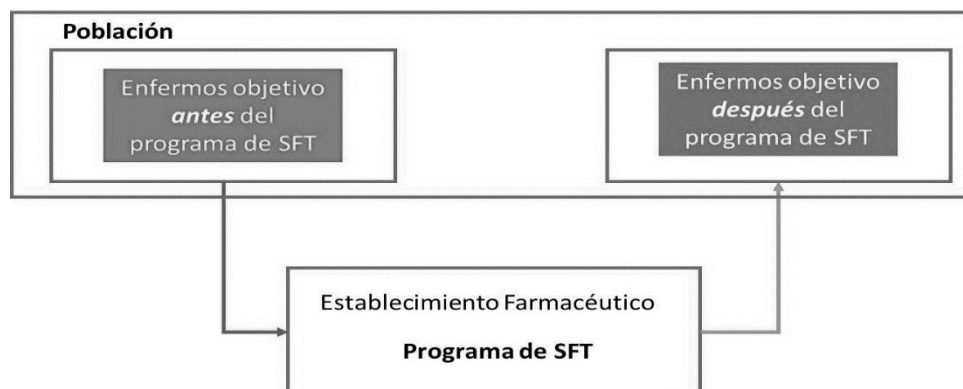 Población
Enfermos objetivo
antes del
programa de SFT
Enfermos objetivo
después del
programa de SFT
Establecimiento Farmacéutico
Programa de SFT